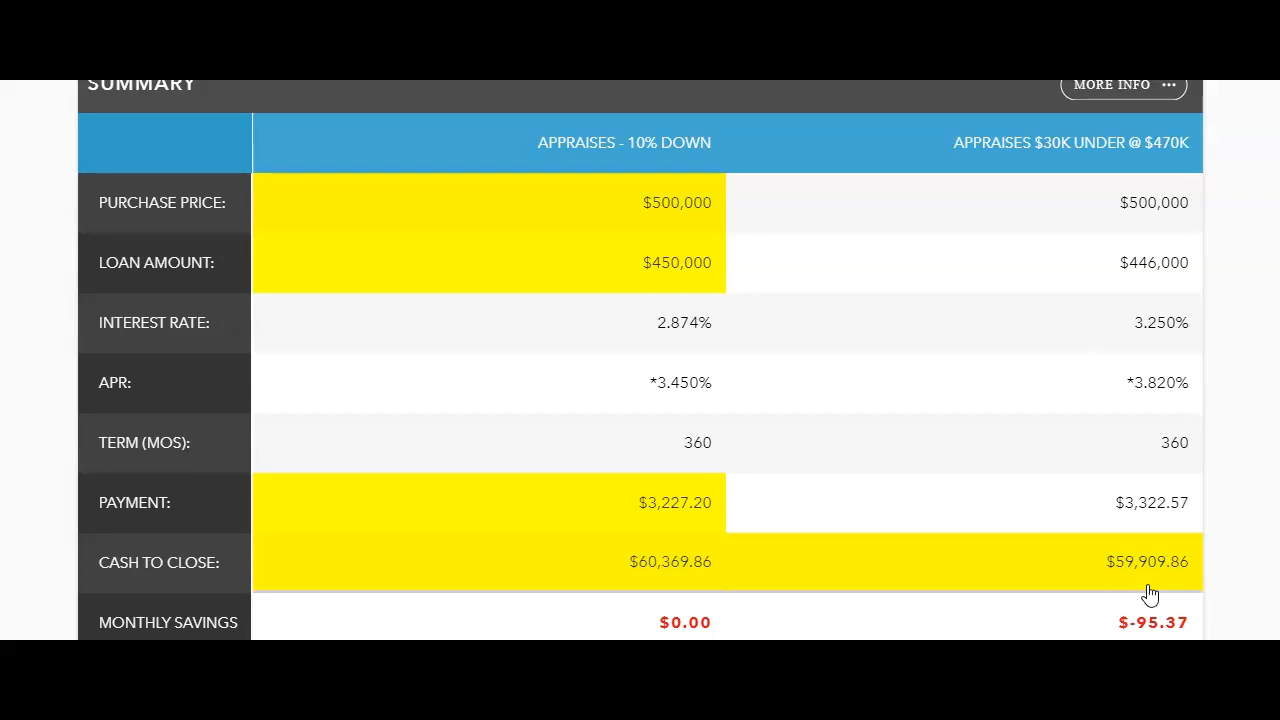 SUMMARY
MORE INFO •••
APPRAISES - 10% DOWN APPRAISES $30K UNDER @ $470K
PURCHASE PRICE: $500,000 $500,000
LOAN AMOUNT: $450,000 $446,000
INTEREST RATE: 2.874% 3.250%
APR: *3.450% *3.820%
TERM (MOS): 360 360
PAYMENT: $3,227.20 $3,322.57
CASH TO CLOSE: $60,369.86 $59,909.86
MONTHLY SAVINGS $0.00 $-95.37